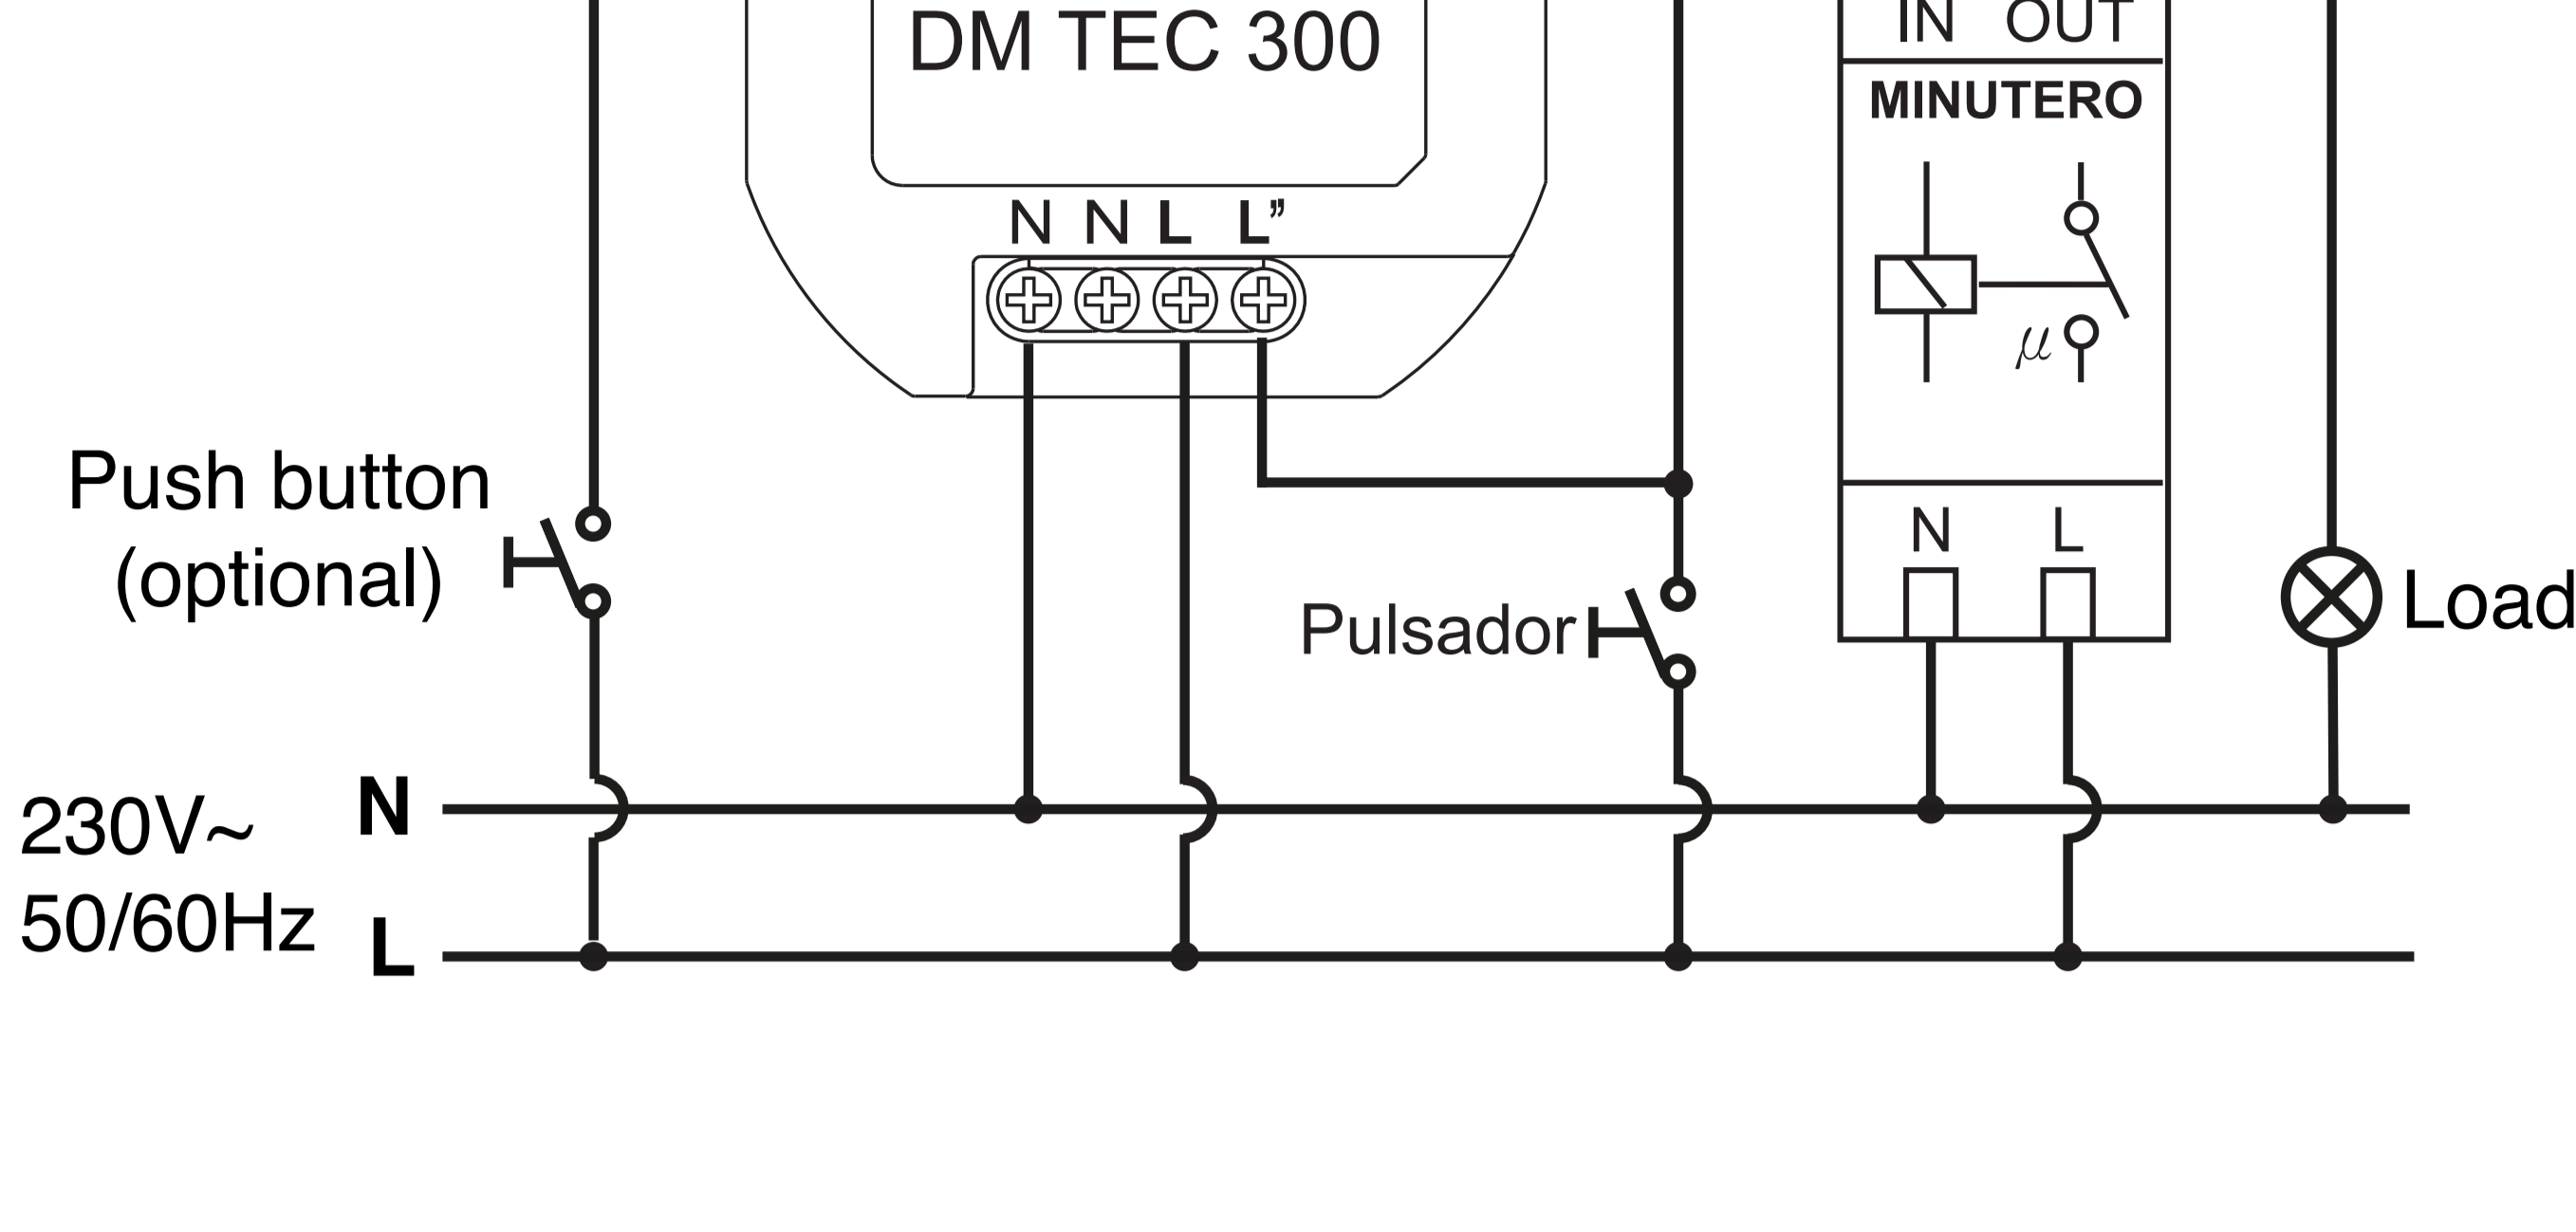 DM TEC 300
IN OUT
MINUTERO
N N L L”
μ
Push button
(optional)
N L
Pulsador
Load
230V~
50/60Hz
N
L